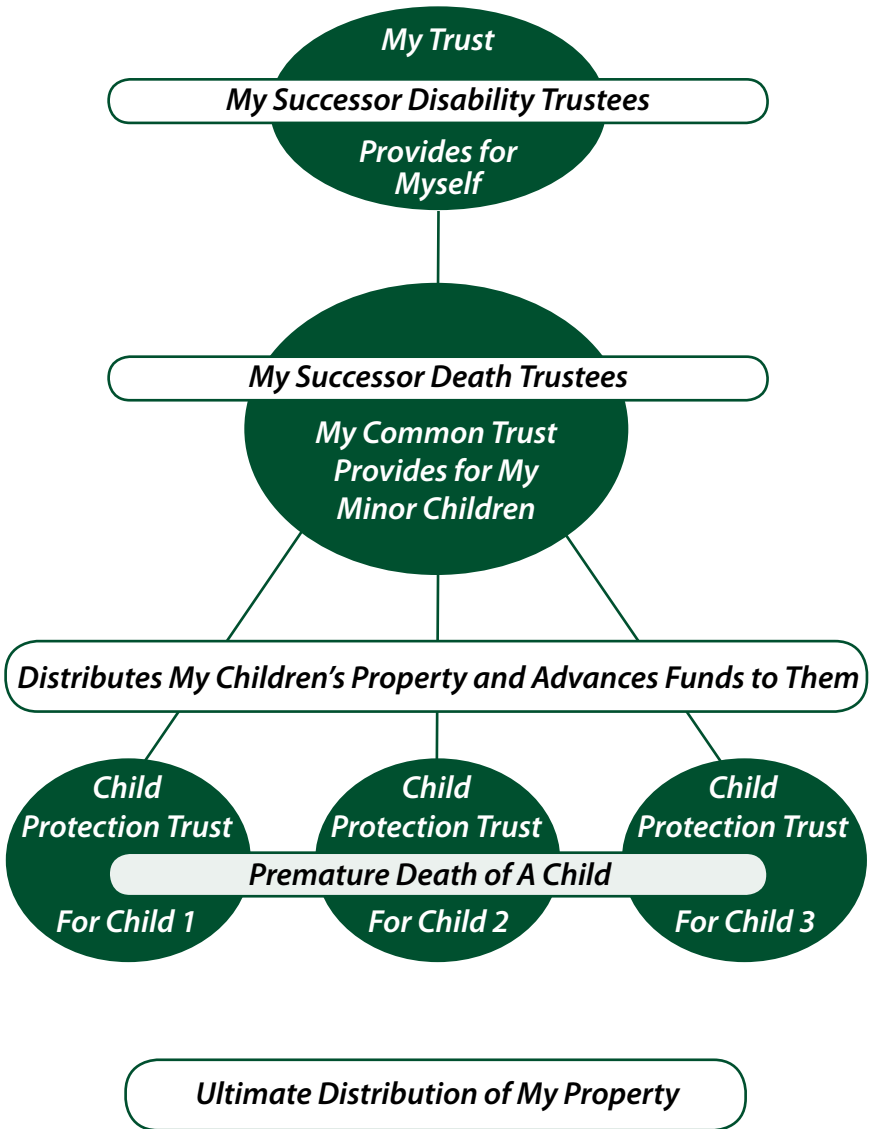 My Trust
My Successor Disability Trustees
Provides for
Myself
My Successor Death Trustees
My Common Trust
Provides for My
Minor Children
Distributes My Children’s Property and Advances Funds to Them
Child
Protection Trust
For Child 1
Child
Protection Trust
For Child 2
Child
Protection Trust
For Child 3
Premature Death of A Child
Ultimate Distribution of My Property